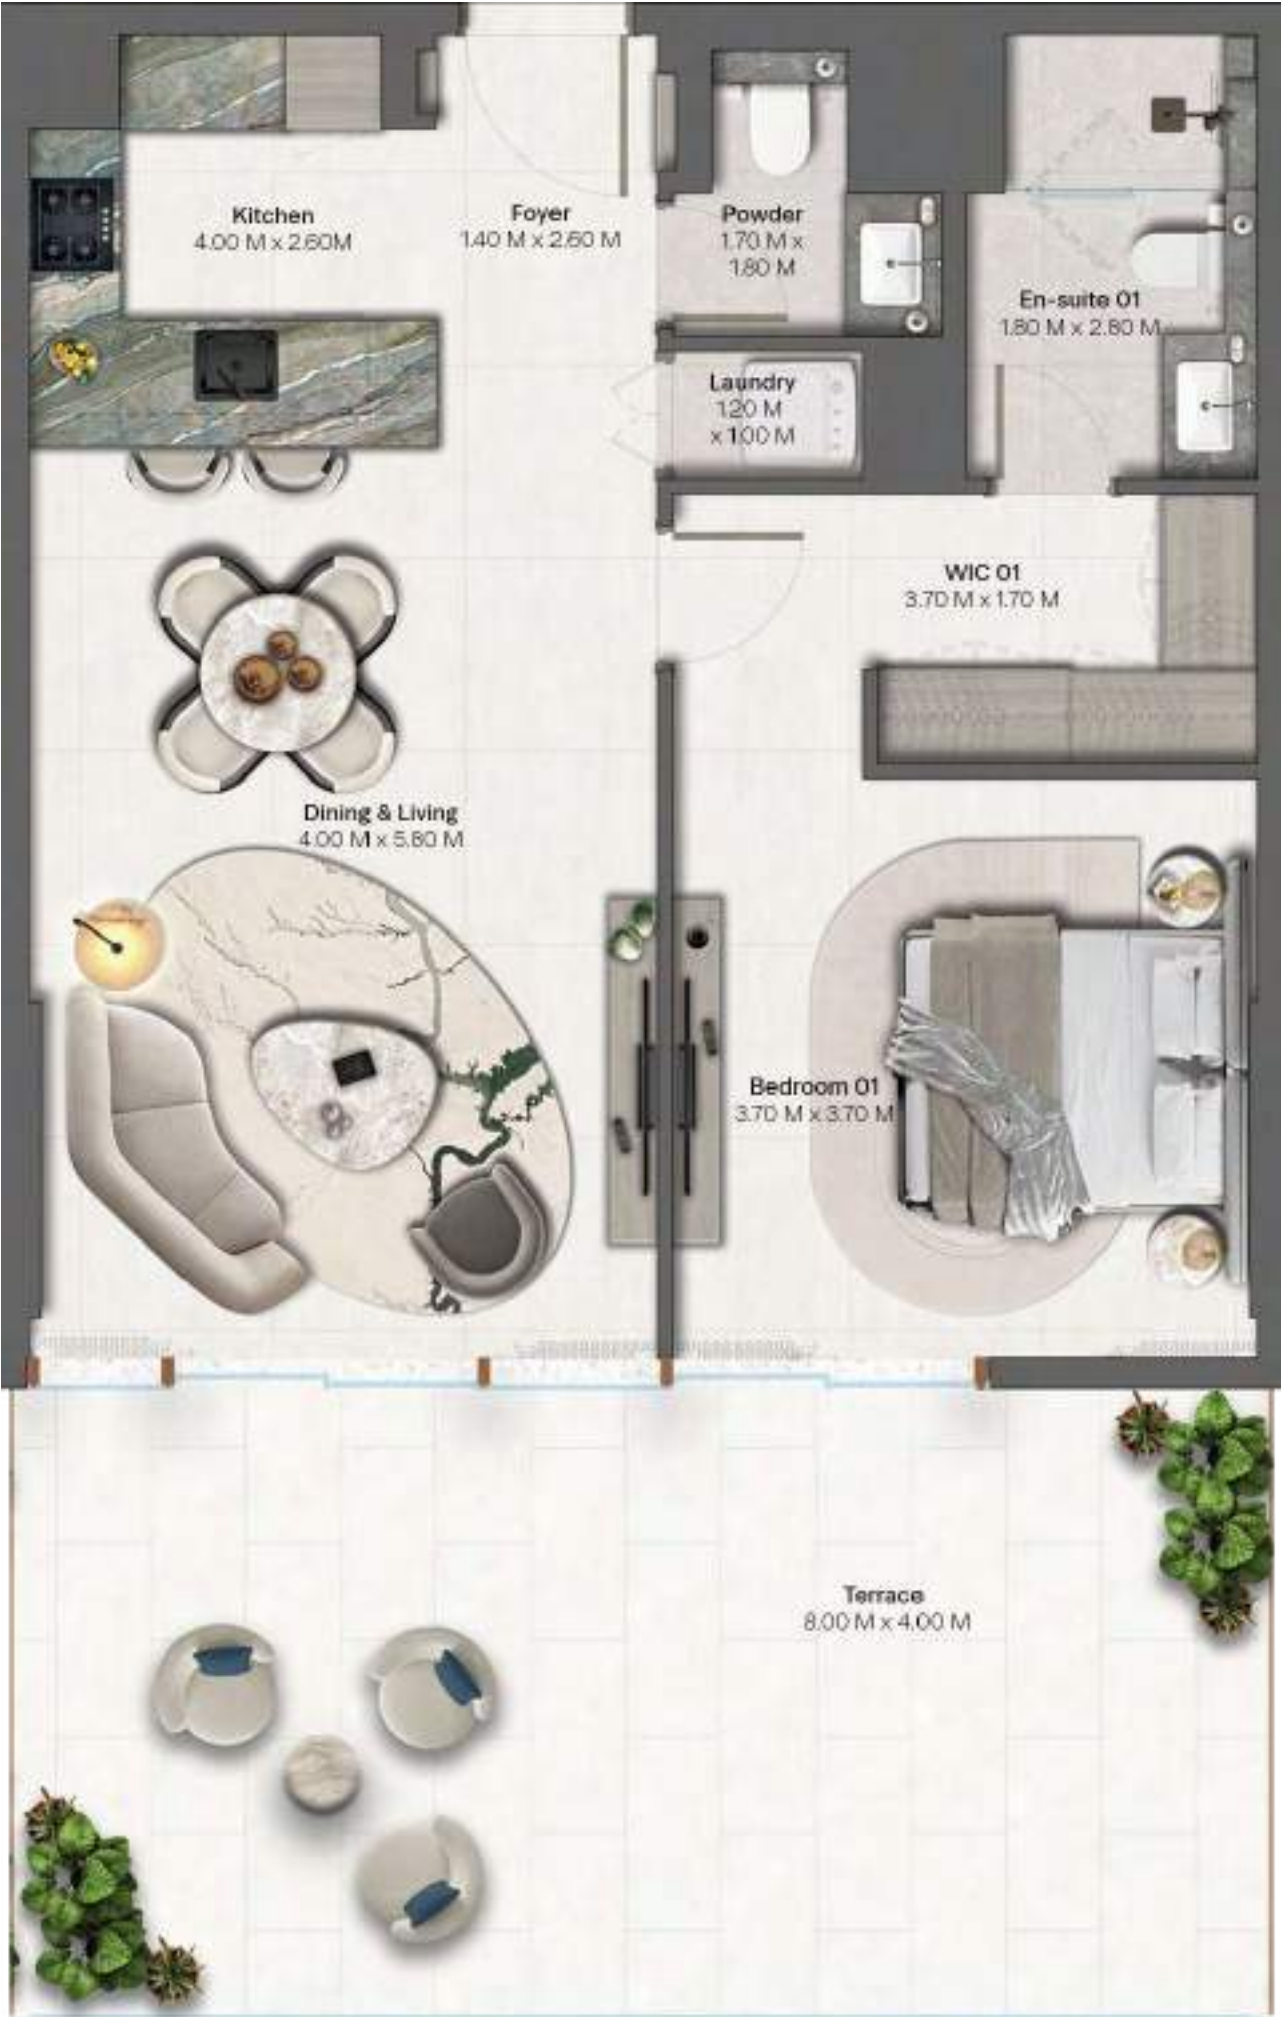 Kitchen
4.00 M x 2.60M
Foyer
1.40 M x 2.60 M
Powder
1.70 M x
1.80 M
En-suite 01
1.80 M x 2.80 M
Laundry
1.20 M
x 1.00 M
WIC 01
3.70 M x 1.70 M
Dining & Living
4.00 M x 5.80 M
Bedroom 01
3.70 M x 3.70 M
Terrace
8.00 M x 4.00 M